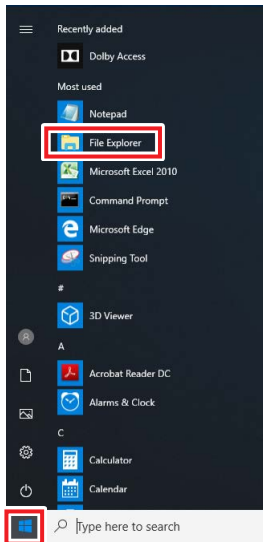 Recently added
Dolby Access
Most used
Notepad
File Explorer
Microsoft Excel 2010
Command Prompt
Microsoft Edge
Snipping Tool
#
3D Viewer
A
Acrobat Reader DC
Alarms & Clock
C
Calculator
Calendar
Type here to search